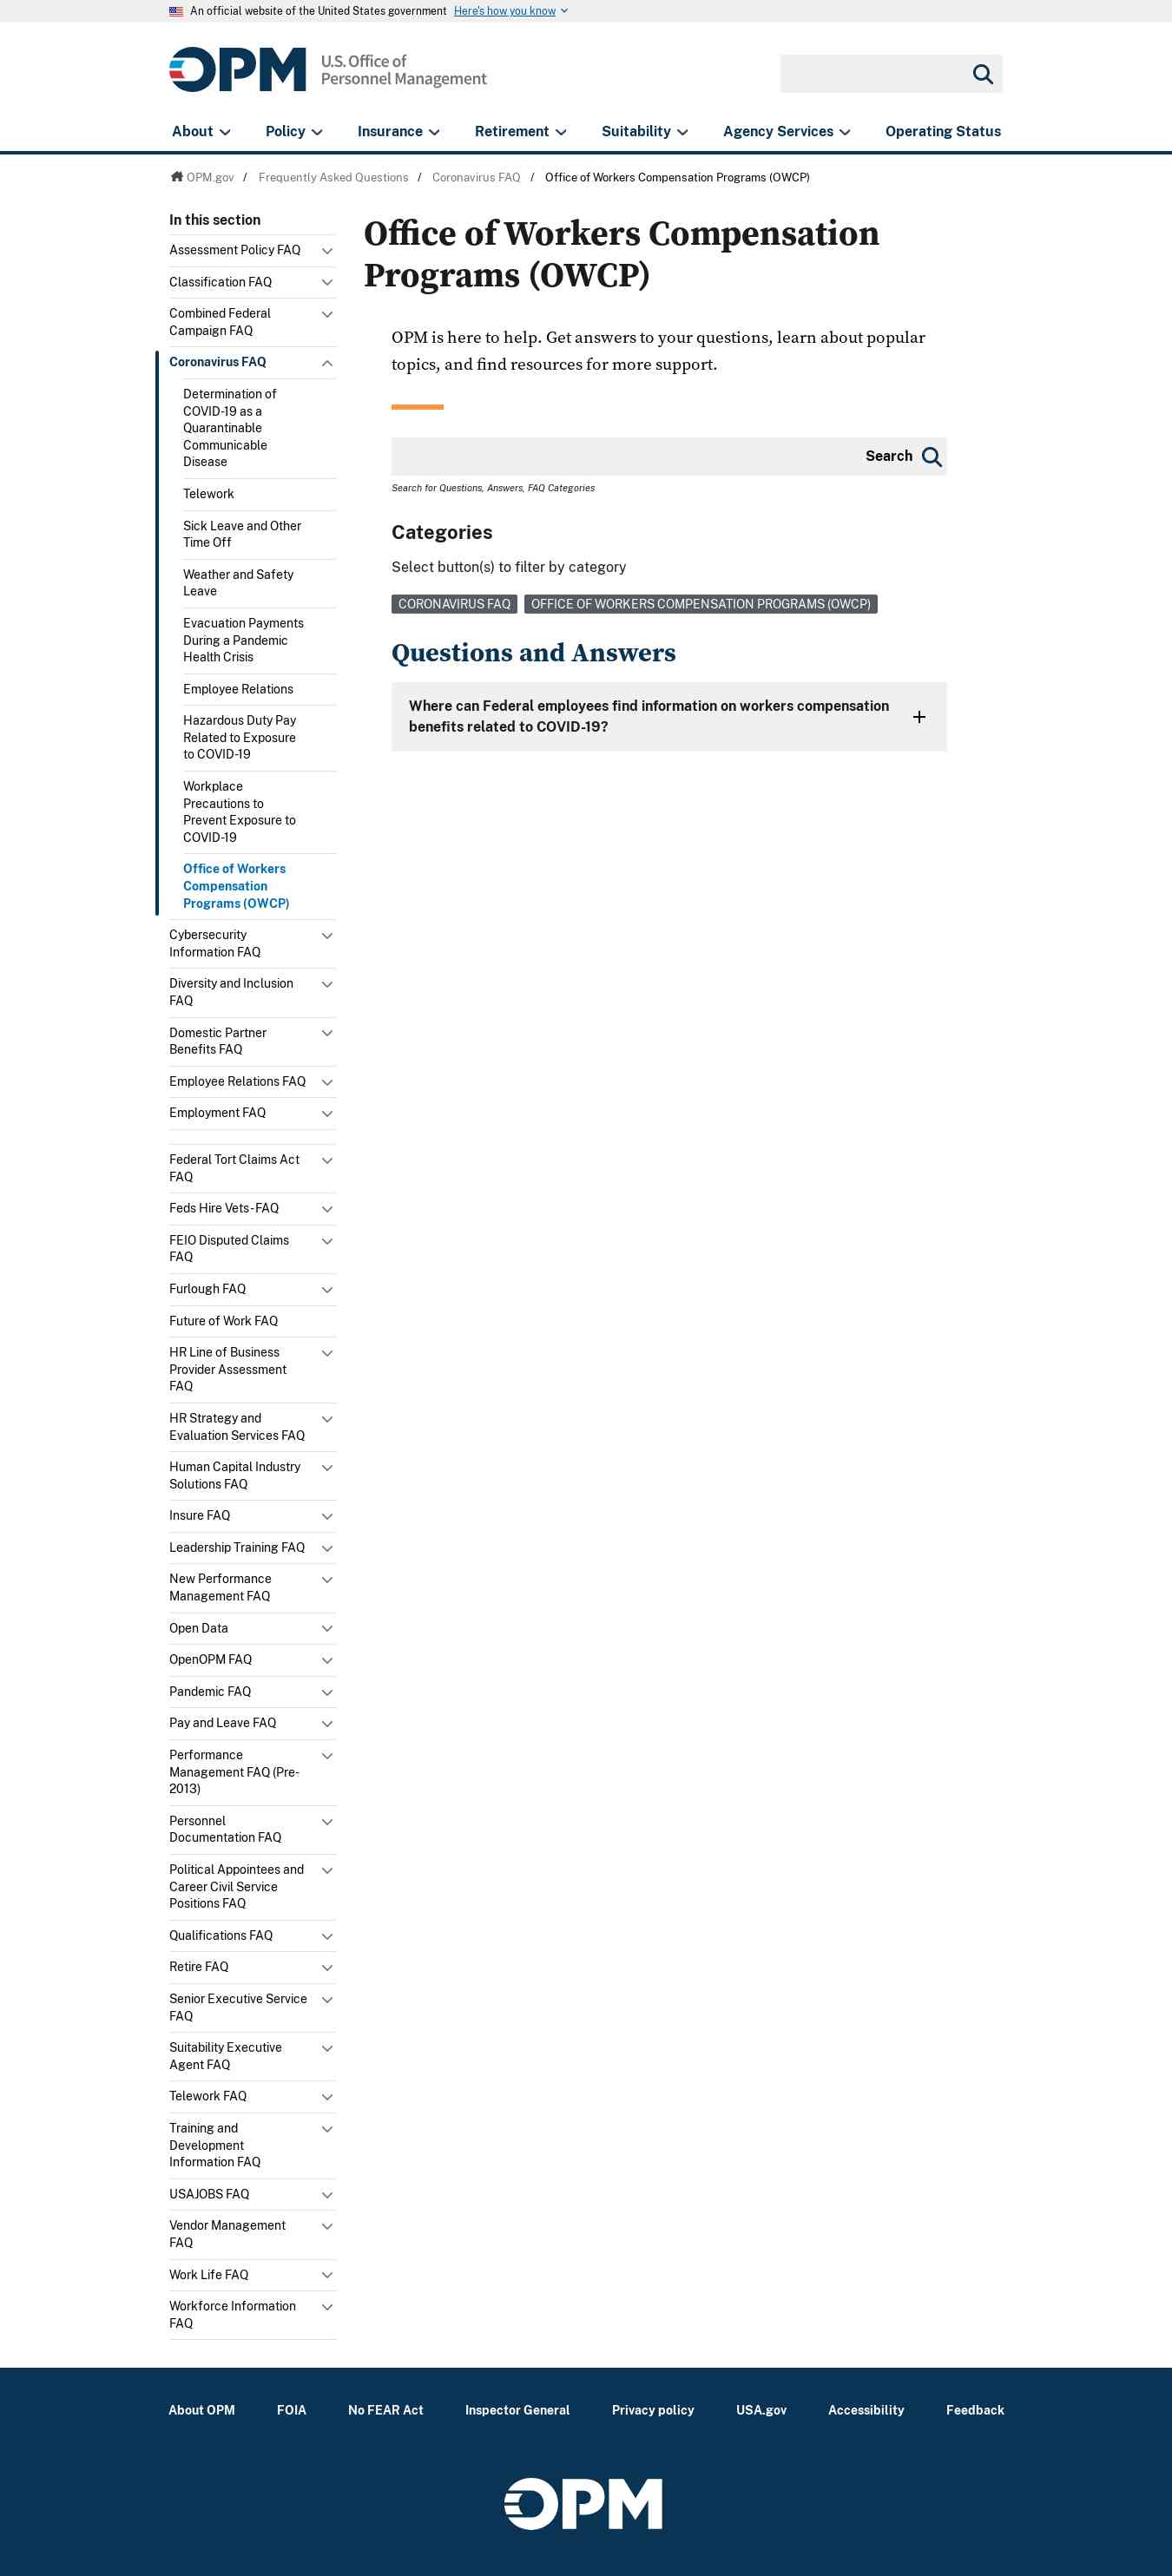 An official website of the United States government Here's how you know
OPM U.S. Office of
Personnel Management
About Policy Insurance Retirement Suitability Agency Services Operating Status
OPM.gov / Frequently Asked Questions / Coronavirus FAQ / Office of Workers Compensation Programs (OWCP)
In this section
Assessment Policy FAQ
Classification FAQ
Combined Federal
Campaign FAQ
Coronavirus FAQ
Determination of
COVID-19 as a
Quarantinable
Communicable
Disease
Telework
Sick Leave and Other
Time Off
Weather and Safety
Leave
Evacuation Payments
During a Pandemic
Health Crisis
Employee Relations
Hazardous Duty Pay
Related to Exposure
to COVID-19
Workplace
Precautions to
Prevent Exposure to
COVID-19
Office of Workers
Compensation
Programs (OWCP)
Cybersecurity
Information FAQ
Diversity and Inclusion
FAQ
Domestic Partner
Benefits FAQ
Employee Relations FAQ
Employment FAQ
Federal Tort Claims Act
FAQ
Feds Hire Vets - FAQ
FEIO Disputed Claims
FAQ
Furlough FAQ
Future of Work FAQ
HR Line of Business
Provider Assessment
FAQ
HR Strategy and
Evaluation Services FAQ
Human Capital Industry
Solutions FAQ
Insure FAQ
Leadership Training FAQ
New Performance
Management FAQ
Open Data
OpenOPM FAQ
Pandemic FAQ
Pay and Leave FAQ
Performance
Management FAQ (Pre-
2013)
Personnel
Documentation FAQ
Political Appointees and
Career Civil Service
Positions FAQ
Qualifications FAQ
Retire FAQ
Senior Executive Service
FAQ
Suitability Executive
Agent FAQ
Telework FAQ
Training and
Development
Information FAQ
USAJOBS FAQ
Vendor Management
FAQ
Work Life FAQ
Workforce Information
FAQ
Office of Workers Compensation
Programs (OWCP)
OPM is here to help. Get answers to your questions, learn about popular
topics, and find resources for more support.
Search
Search for Questions, Answers, FAQ Categories
Categories
Select button(s) to filter by category
CORONAVIRUS FAQ OFFICE OF WORKERS COMPENSATION PROGRAMS (OWCP)
Questions and Answers
Where can Federal employees find information on workers compensation
benefits related to COVID-19?
About OPM FOIA No FEAR Act Inspector General Privacy policy USA.gov Accessibility Feedback
OPM